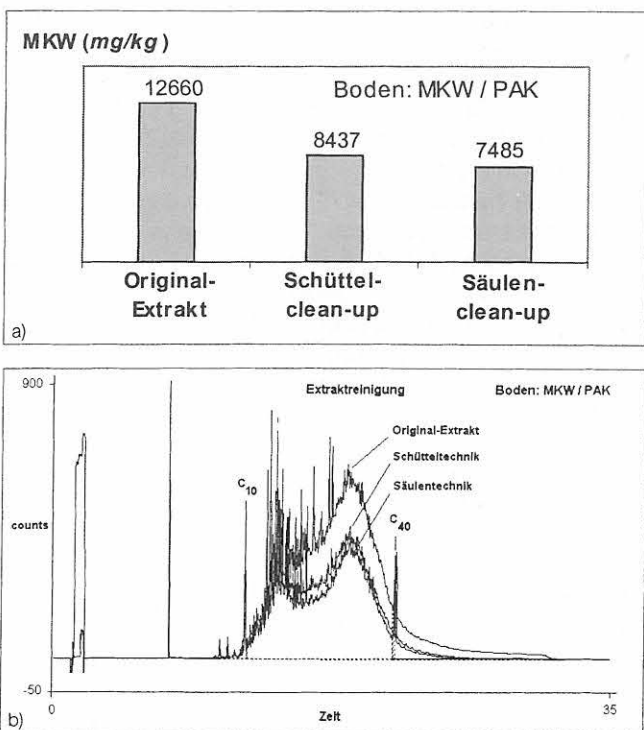 MKW (mg/kg)
12660
Boden: MKW / PAK
8437
7485
Original-
Extrakt
Schüttel-
clean-up
Säulen-
clean-up
a)
900
Extraktreinigung
Boden: MKW / PAK
Original-Extrakt
Schütteltechnik
Säulentechnik
C10
C40
counts
-50
0
Zeit
35
b)